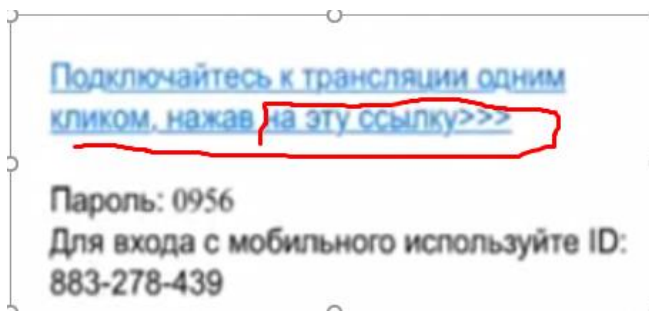 Подключайтесь к трансляции одним
кликом, нажав на эту ссылку>>>
Пароль: 0956
Для входа с мобильного используйте ID:
883-278-439